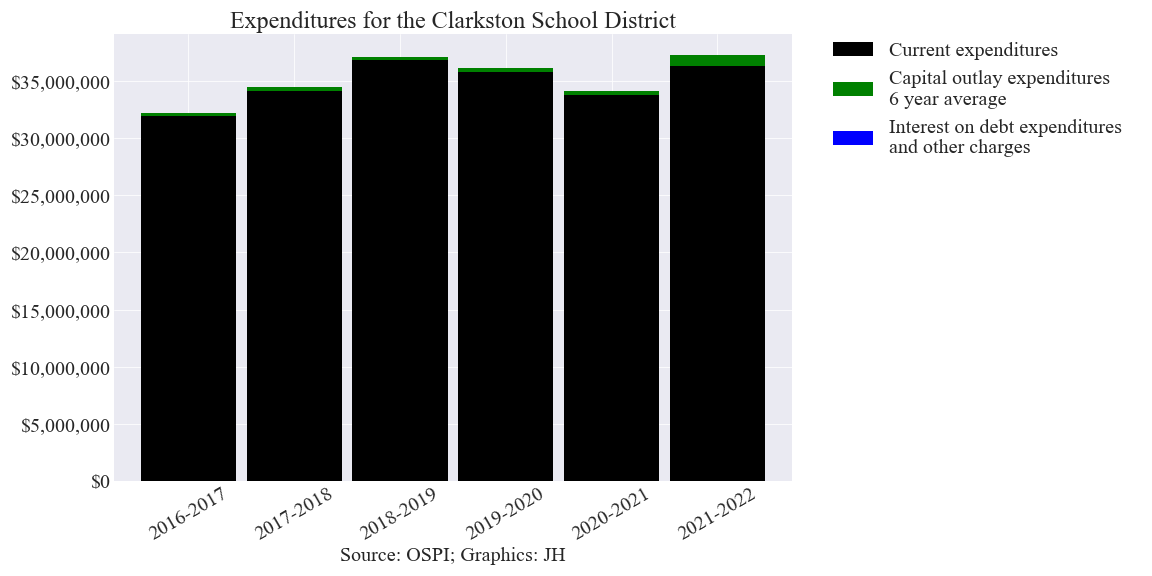 Expenditures for the Clarkston School District
$35,000,000
$30,000,000
$25,000,000
$20,000,000
$15,000,000
$10,000,000
$5,000,000
$0
2016-2017
2017-2018
2018-2019
2019-2020
2020-2021
2021-2022
Source: OSPI; Graphics: JH
Current expenditures
Capital outlay expenditures
6 year average
Interest on debt expenditures
and other charges